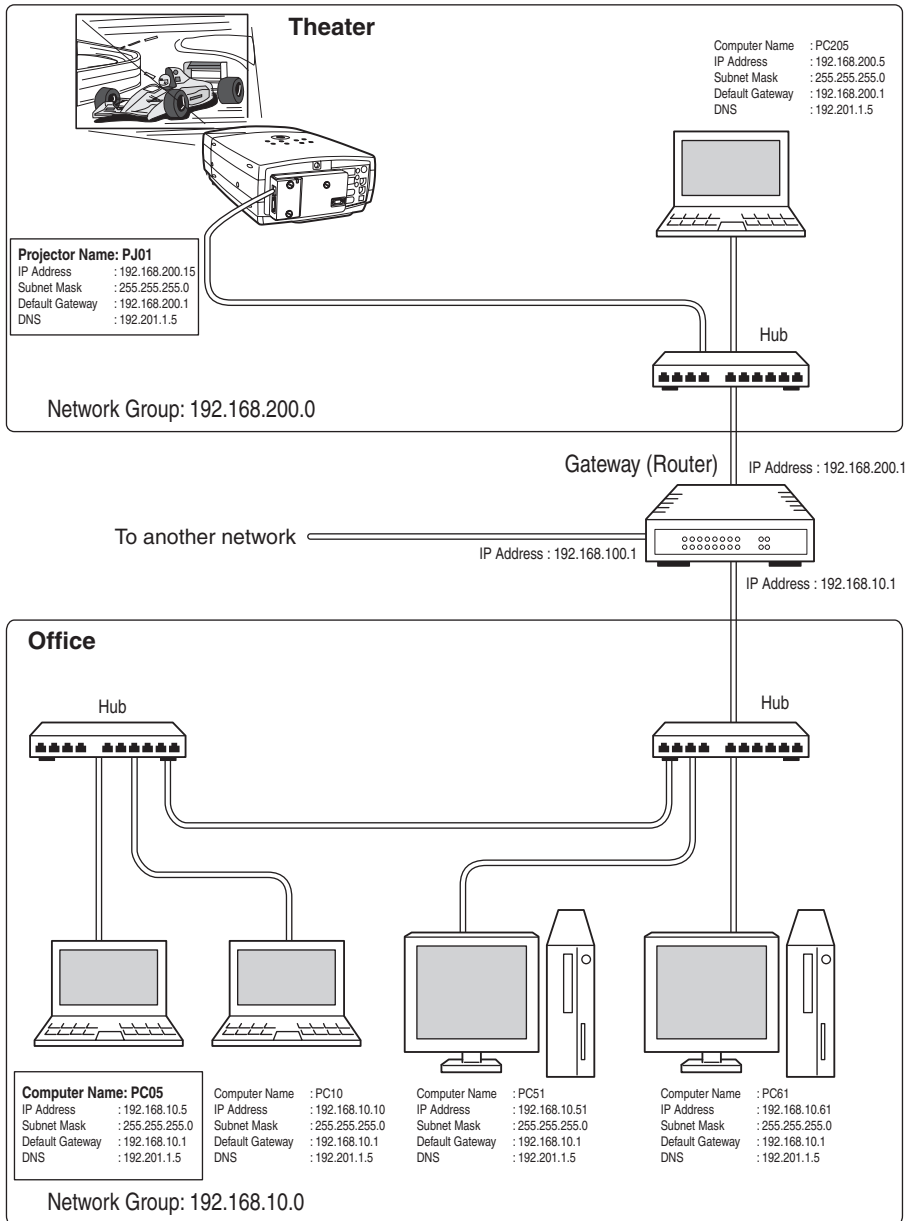 Theater
Computer Name : PC205
IP Address : 192.168.200.5
Subnet Mask : 255.255.255.0
Default Gateway : 192.168.200.1
DNS : 192.201.1.5
Projector Name: PJ01
IP Address : 192.168.200.15
Subnet Mask : 255.255.255.0
Default Gateway : 192.168.200.1
DNS : 192.201.1.5
Hub
Network Group: 192.168.200.0
Gateway (Router)
IP Address : 192.168.200.1
To another network
IP Address : 192.168.100.1
IP Address : 192.168.10.1
Office
Hub
Hub
Computer Name: PC05
IP Address : 192.168.10.5
Subnet Mask : 255.255.255.0
Default Gateway : 192.168.10.1
DNS : 192.201.1.5
Computer Name : PC10
IP Address : 192.168.10.10
Subnet Mask : 255.255.255.0
Default Gateway : 192.168.10.1
DNS : 192.201.1.5
Computer Name : PC51
IP Address : 192.168.10.51
Subnet Mask : 255.255.255.0
Default Gateway : 192.168.10.1
DNS : 192.201.1.5
Computer Name : PC61
IP Address : 192.168.10.61
Subnet Mask : 255.255.255.0
Default Gateway : 192.168.10.1
DNS : 192.201.1.5
Network Group: 192.168.10.0